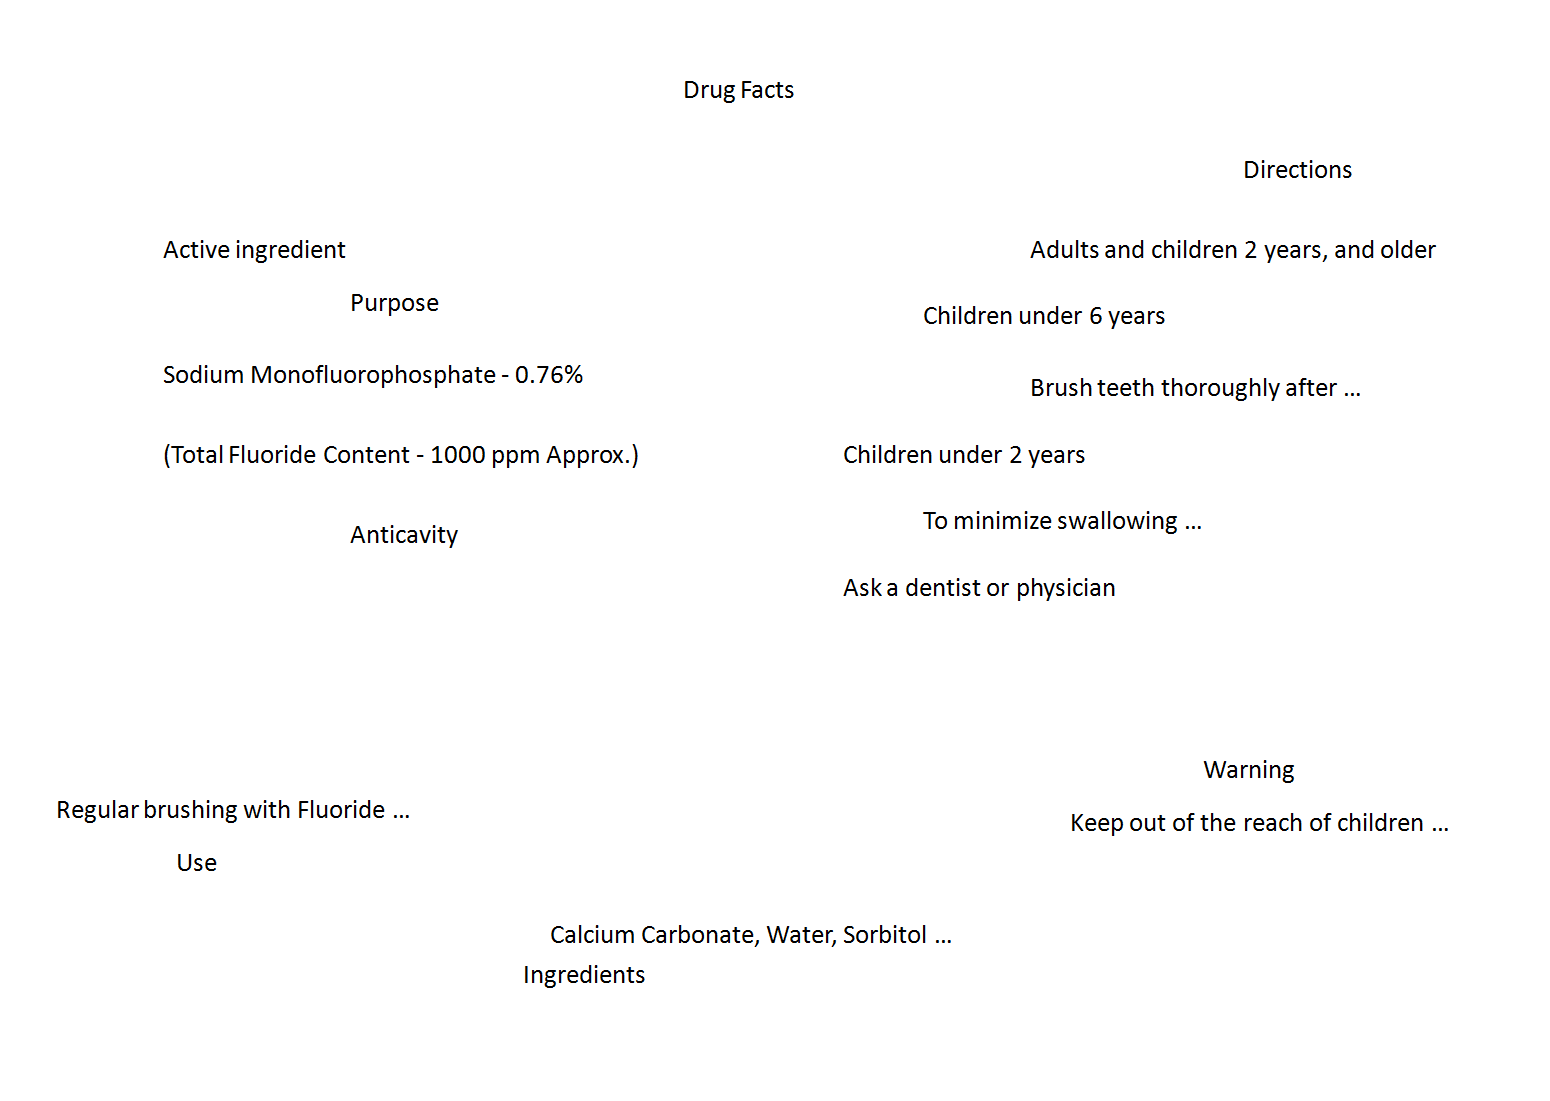 Drug Facts
Directions
Active ingredient
Adults and children 2 years, and older
Purpose
Children under 6 years
Sodium Monofluorophosphate - 0.76%
Brush teeth thoroughly after ...
(Total Fluoride Content - 1000 ppm Approx.)
Children under 2 years
To minimize swallowing ...
Anticavity
Ask a dentist or physician
Warning
Regular brushing with Fluoride ...
Keep out of the reach of children ...
Use
Calcium Carbonate, Water, Sorbitol ...
Ingredients